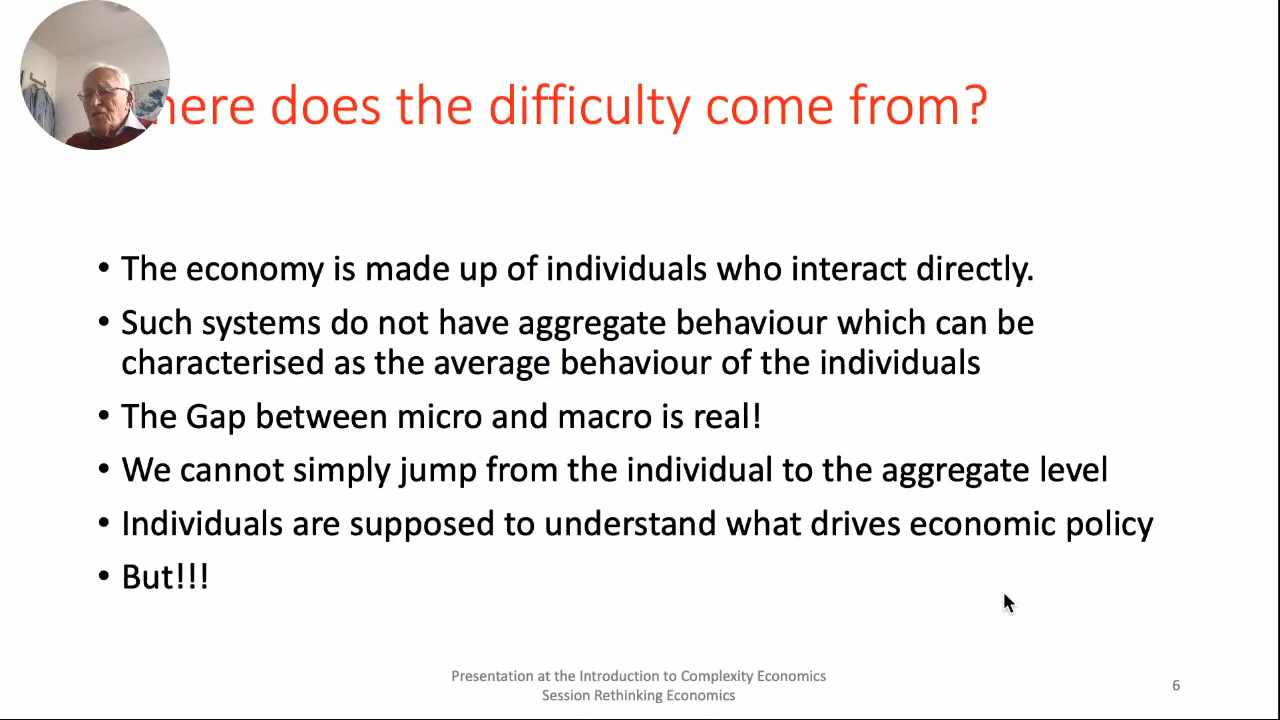 here does the difficulty come from?
• The economy is made up of individuals who interact directly.
• Such systems do not have aggregate behaviour which can be
characterised as the average behaviour of the individuals
• The Gap between micro and macro is real!
• We cannot simply jump from the individual to the aggregate level
• Individuals are supposed to understand what drives economic policy
• But!!!
Presentation at the Introduction to Complexity Economics
Session Rethinking Economics
6